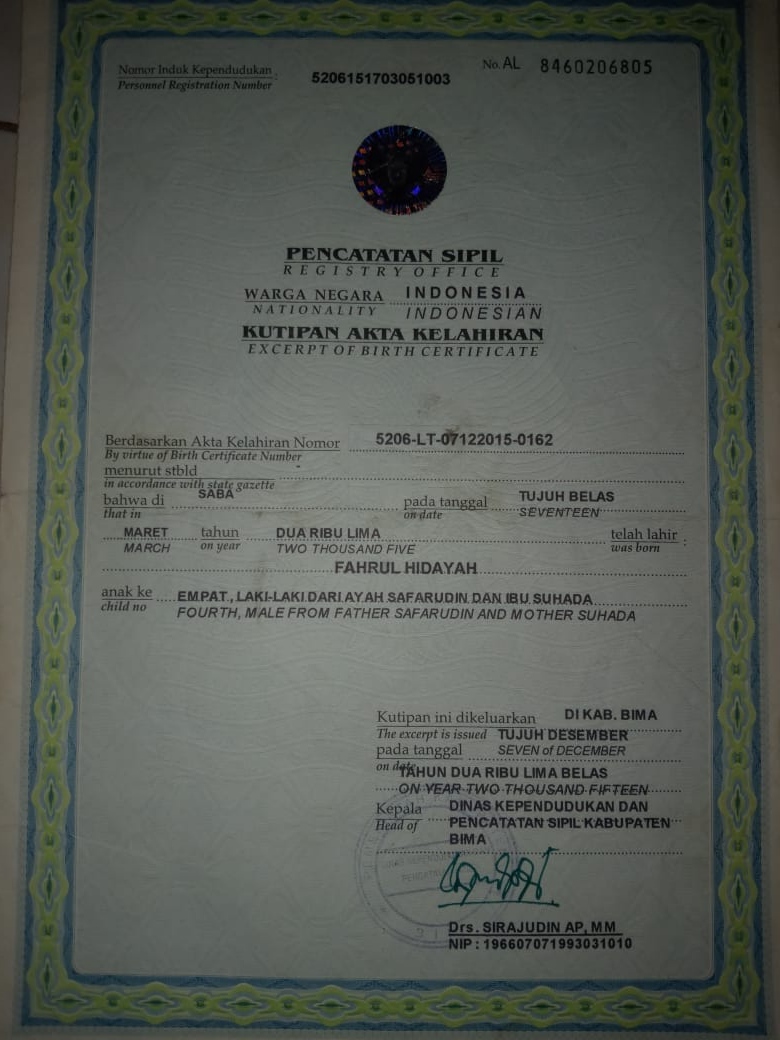 Nomor Induk Kependudukan : 5206151703051003 No. AL 8460206805
Personnel Registration Number
PENCATATAN SIPIL
REGISTRY OFFICE
WARGA NEGARA INDONESIA
NATIONALITY INDONESIAN
KUTIPAN AKTA KELAHIRAN
EXCERPT OF BIRTH CERTIFICATE
Berdasarkan Akta Kelahiran Nomor 5206-LT-07122015-0162
By virtue of Birth Certificate Number
menurut stbld
in accordance with state gazette
bahwa di SABA pada tanggal TUJUH BELAS
that in on date SEVENTEEN
MARET tahun DUA RIBU LIMA telah lahir :
MARCH on year TWO THOUSAND FIVE was born
FAHRUL HIDAYAH
anak ke EMPAT, LAKI-LAKI DARI AYAH SAFARUDIN DAN IBU SUHADA
child no FOURTH, MALE FROM FATHER SAFARUDIN AND MOTHER SUHADA
Kutipan ini dikeluarkan DI KAB. BIMA
The excerpt is issued TUJUH DESEMBER
pada tanggal SEVEN of DECEMBER
on date TAHUN DUA RIBU LIMA BELAS
ON YEAR TWO THOUSAND FIFTEEN
Kepala DINAS KEPENDUDUKAN DAN
Head of PENCATATAN SIPIL KABUPATEN
BIMA
Drs. SIRAJUDIN AP, MM
NIP : 196607071993031010